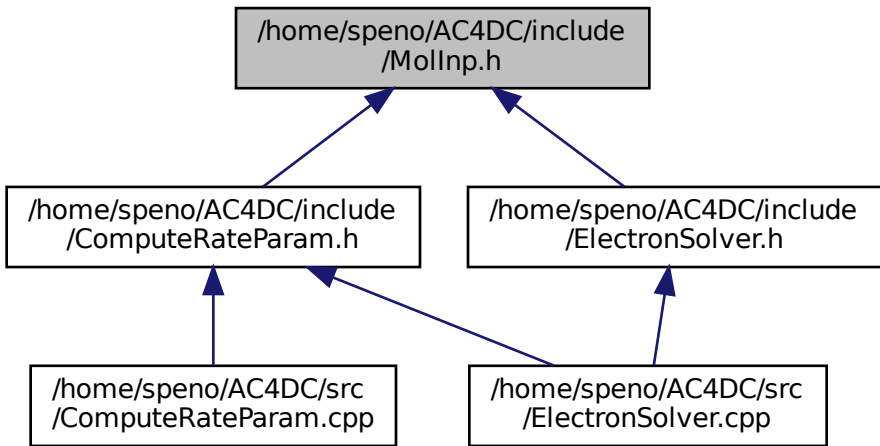 /home/speno/AC4DC/include
/MolInp.h
/home/speno/AC4DC/include
/ComputeRateParam.h
/home/speno/AC4DC/include
/ElectronSolver.h
/home/speno/AC4DC/src
/ComputeRateParam.cpp
/home/speno/AC4DC/src
/ElectronSolver.cpp